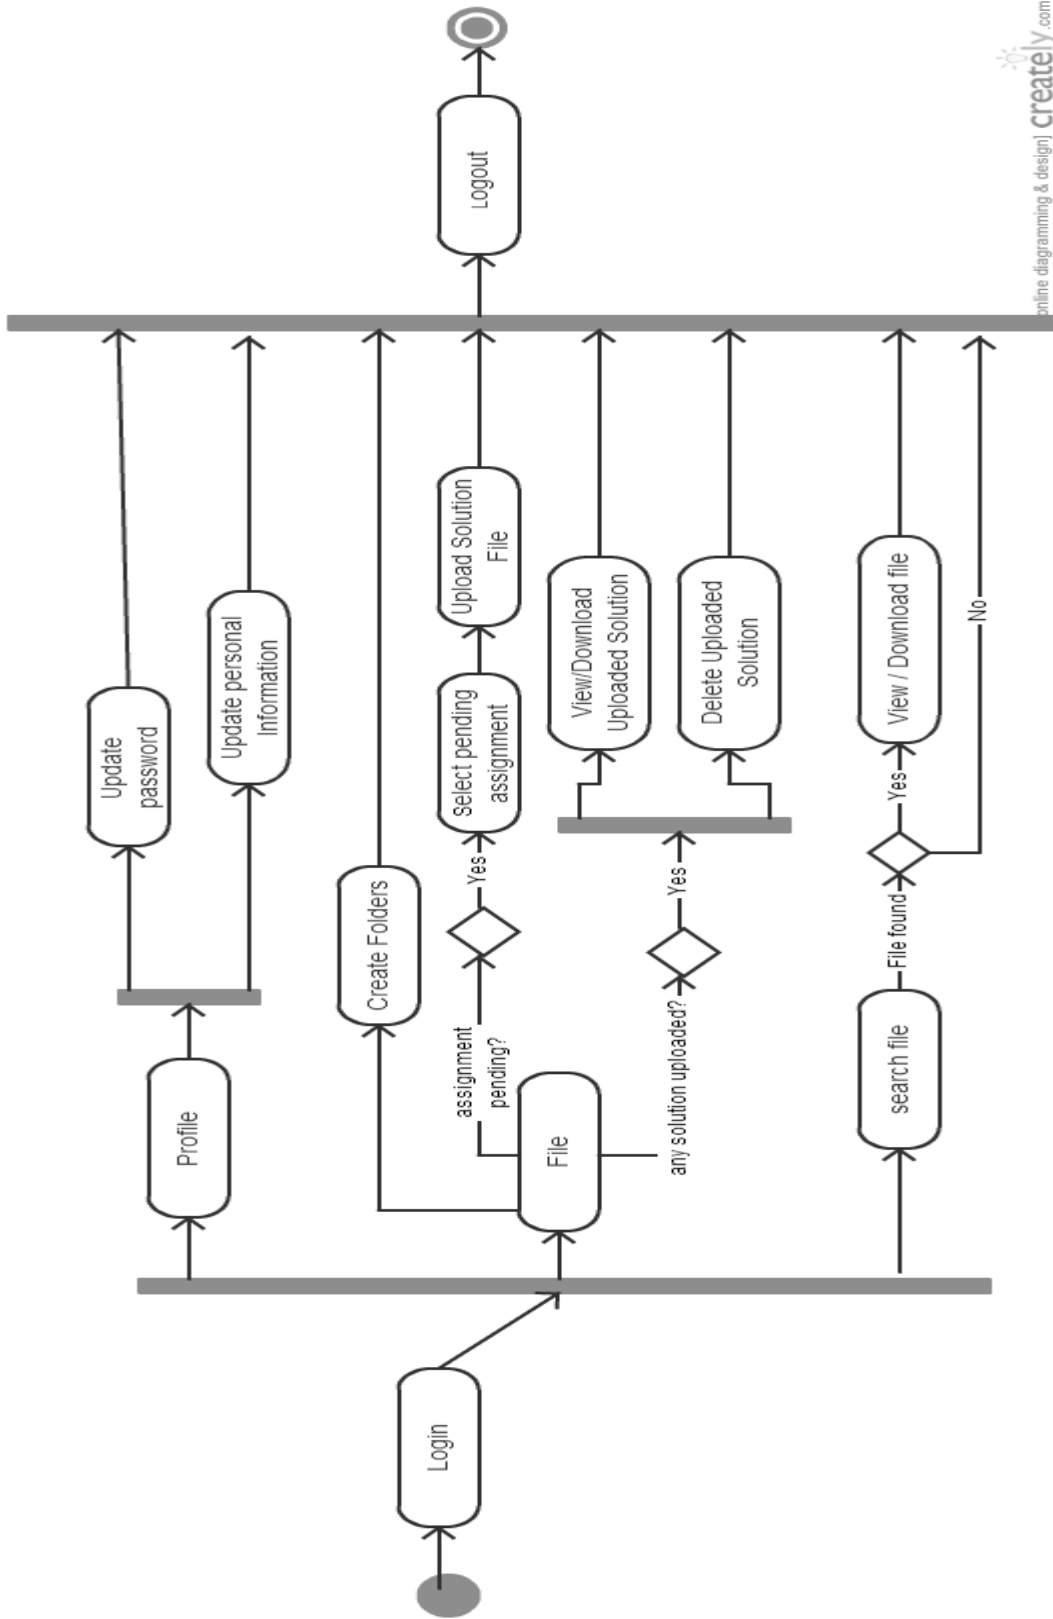 Login
Profile
Update
password
Update personal
Information
File
Create Folders
assignment
pending?
Yes
Select pending
assignment
Upload Solution
File
any solution uploaded?
Yes
View/Download
Uploaded Solution
Delete Uploaded
Solution
search file
File found
Yes
View / Download file
No
Logout
online diagramming & design] creately.com